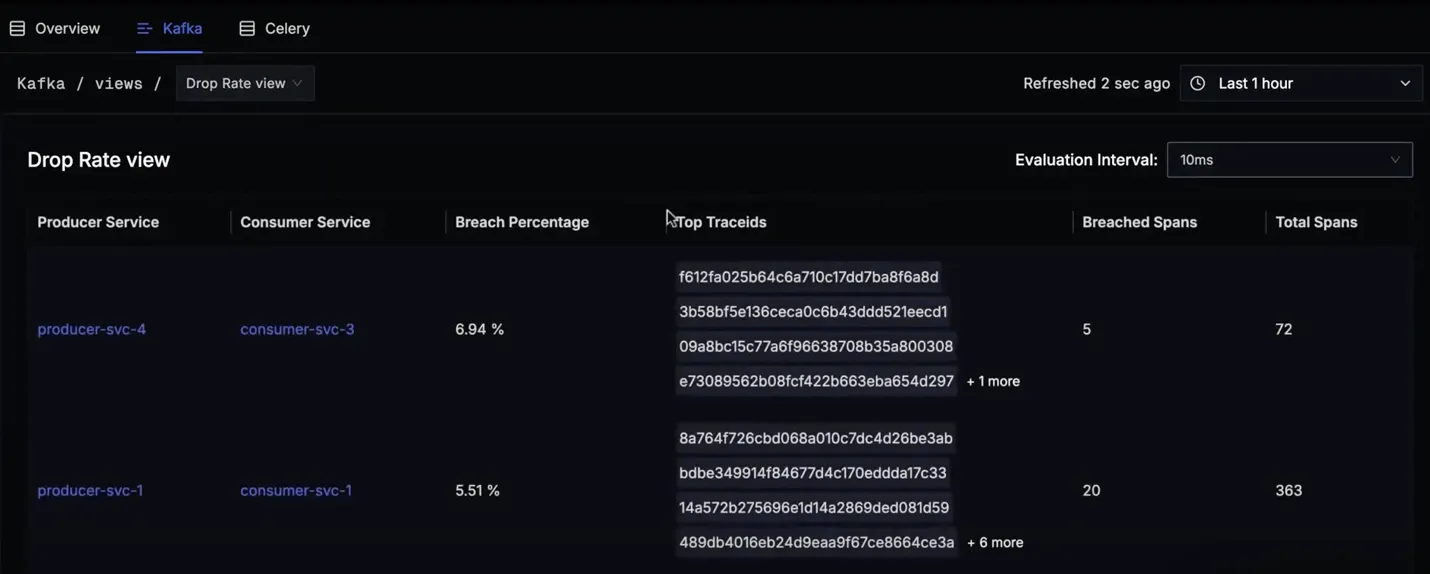 Overview Kafka Celery
Kafka / views / Drop Rate view Refreshed 2 sec ago Last 1 hour
Drop Rate view Evaluation Interval: 10ms
Producer Service Consumer Service Breach Percentage Top Traceids Breached Spans Total Spans
f612fa025b64c6a710c17dd7ba8f6a8d
3b58bf5e136ceca0c6b43ddd521eecd1
producer-svc-4 consumer-svc-3 6.94 % 5 72
09a8bc15c77a6f96638708b35a800308
e73089562b08fcf422b663eba654d297 + 1 more
8a764f726cbd068a010c7dc4d26be3ab
bdbe349914f84677d4c170eddda17c33
producer-svc-1 consumer-svc-1 5.51 % 20 363
14a572b275696e1d14a2869ded081d59
489db4016eb24d9eaa9f67ce8664ce3a + 6 more